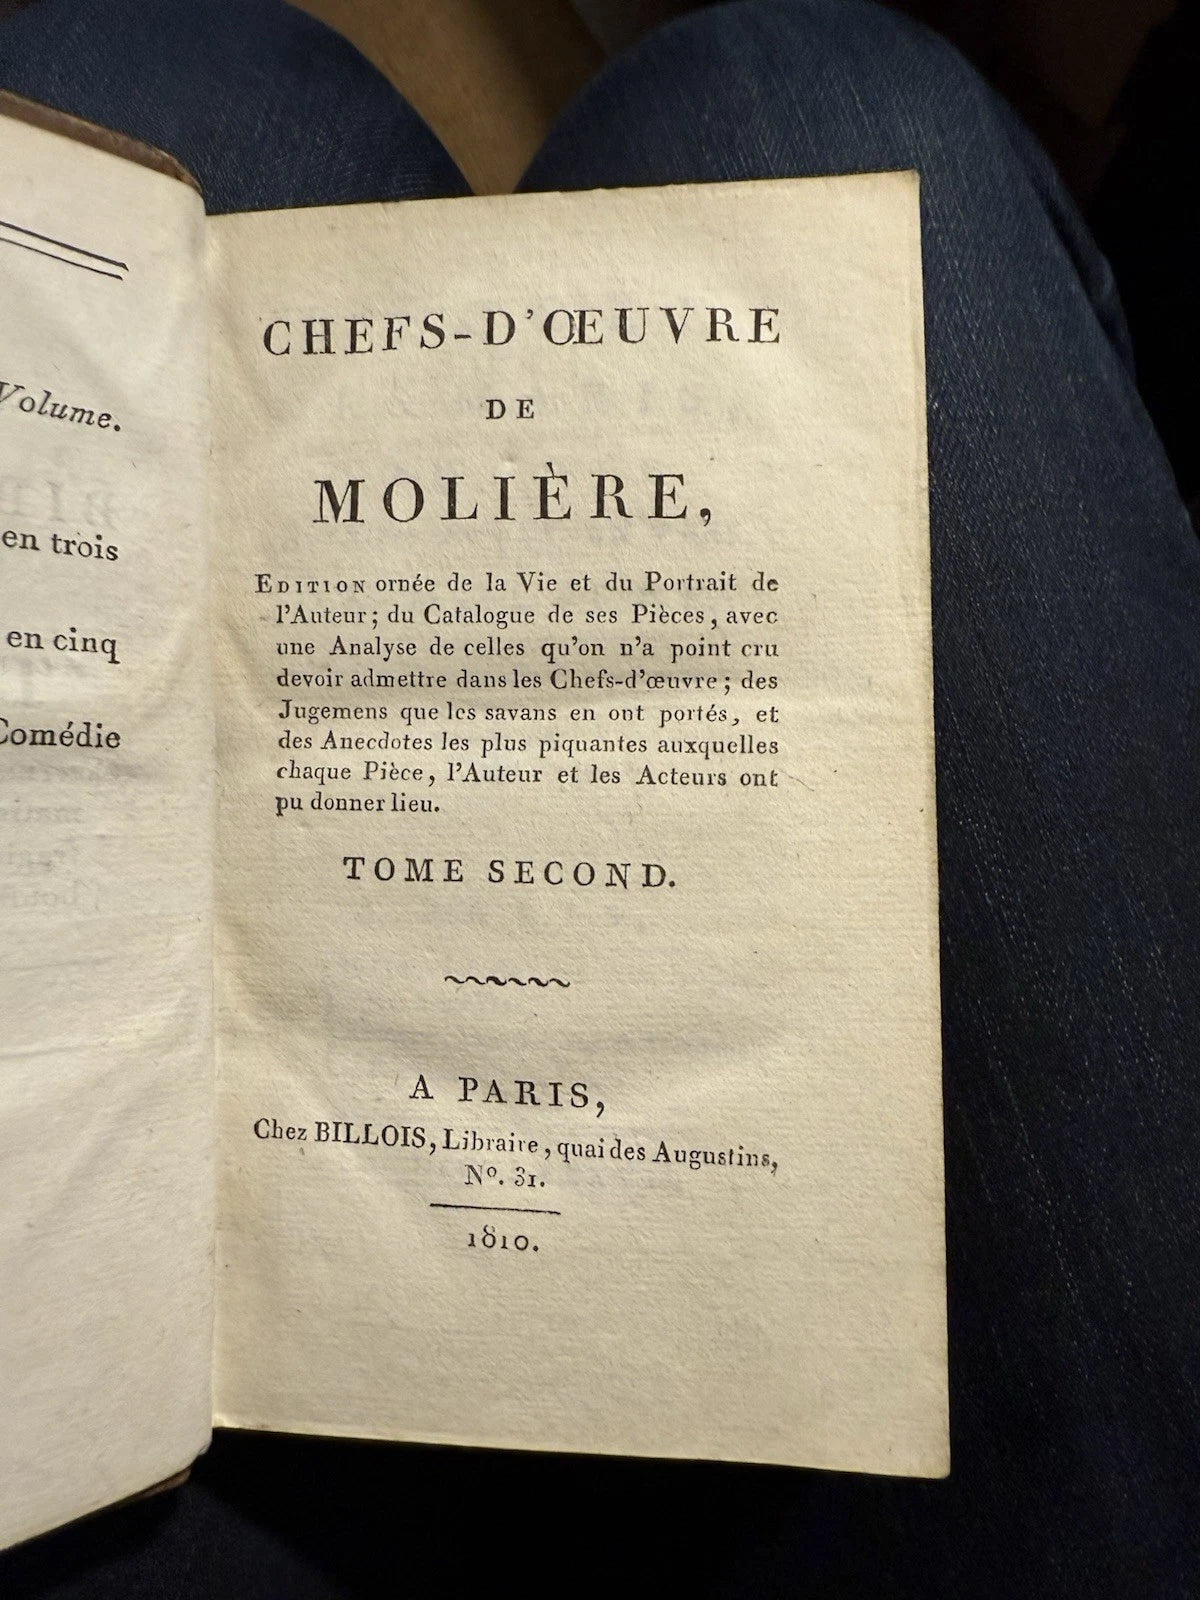 Volume.
en trois
en cinq
Comédie
CHEFS-D'ŒUVRE
DE
MOLIÈRE,
EDITION ornée de la Vie et du Portrait de
l'Auteur; du Catalogue de ses Pièces, avec
une Analyse de celles qu'on n'a point cru
devoir admettre dans les Chefs-d'œuvre; des
Jugemens que les savans en ont portés, et
des Anecdotes les plus piquantes auxquelles
chaque Pièce, l'Auteur et les Acteurs ont
pu donner lieu.
TOME SECOND.
A PARIS,
Chez BILLOIS, Libraire, quai des Augustins,
Nº. 31.
1810.